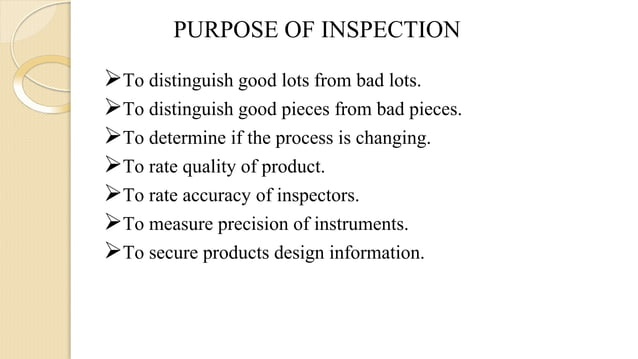 PURPOSE OF INSPECTION
➢To distinguish good lots from bad lots.
➢To distinguish good pieces from bad pieces.
➢To determine if the process is changing.
➢To rate quality of product.
➢To rate accuracy of inspectors.
➢To measure precision of instruments.
➢To secure products design information.